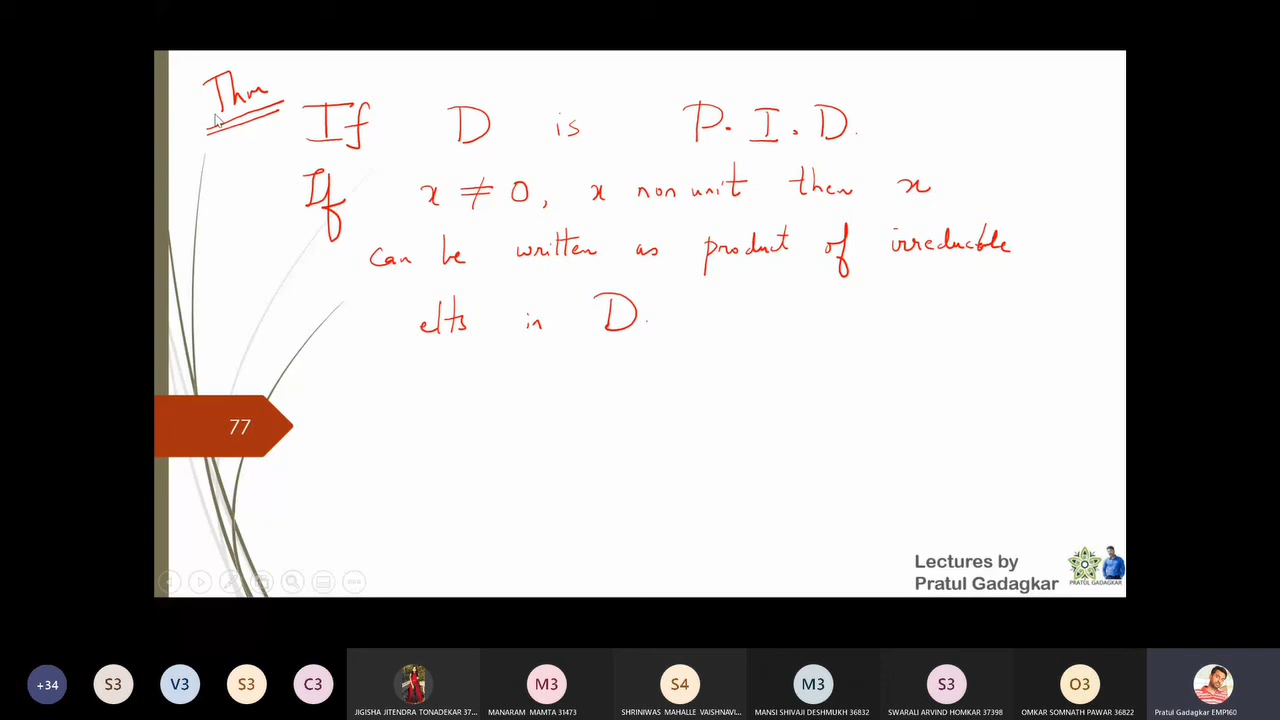 Thm
If D is P.I.D.
If x ≠ 0, x non unit then x
can be written as product of irreducible
elts in D.
77
Lectures by
Pratul Gadagkar
PRATUL GADAGKAR
+34
S3
V3
S3
C3
M3
S4
M3
S3
O3
JIGISHA JITENDRA TONADEKAR 37...
MANARAM MAMTA 31473
SHRINIWAS MAHALLE VAISHNAVI...
MANSI SHIVAJI DESHMUKH 36832
SWARALI ARVIND HOMKAR 37398
OMKAR SOMNATH PAWAR 36822
Pratul Gadagkar EMP160